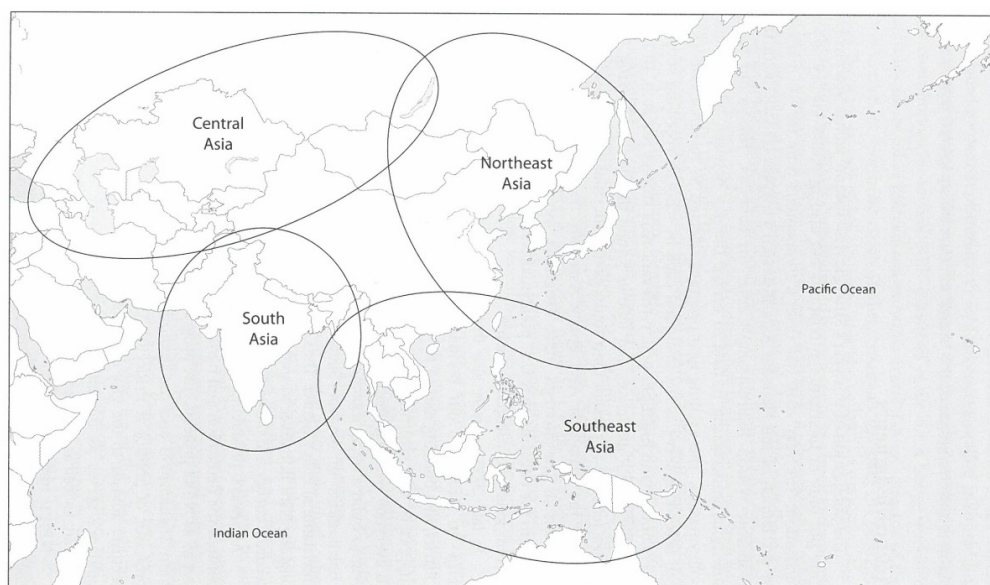 Central
Asia
Northeast
Asia
Pacific Ocean
South
Asia
Southeast
Asia
Indian Ocean